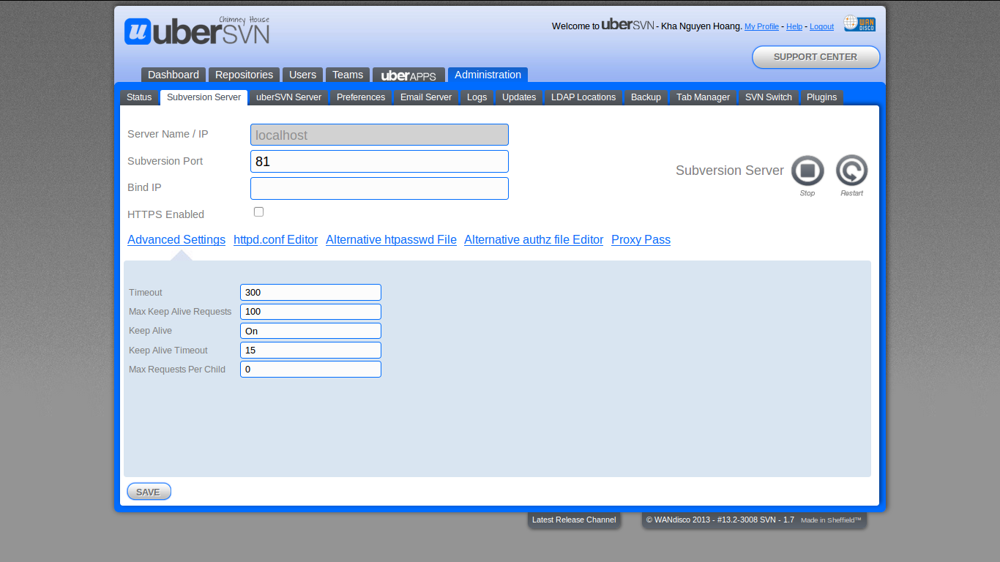 Chimney House
u uberSVN
Welcome to uberSVN - Kha Nguyen Hoang. My Profile - Help - Logout
WAN DISCO
SUPPORT CENTER
Dashboard Repositories Users Teams uberAPPS Administration
Status Subversion Server uberSVN Server Preferences Email Server Logs Updates LDAP Locations Backup Tab Manager SVN Switch Plugins
Server Name / IP localhost
Subversion Port 81
Subversion Server
Bind IP
Stop Restart
HTTPS Enabled
Advanced Settings httpd.conf Editor Alternative htpasswd File Alternative authz file Editor Proxy Pass
Timeout 300
Max Keep Alive Requests 100
Keep Alive On
Keep Alive Timeout 15
Max Requests Per Child 0
SAVE
Latest Release Channel © WANdisco 2013 - #13.2-3008 SVN - 1.7 Made in Sheffield™